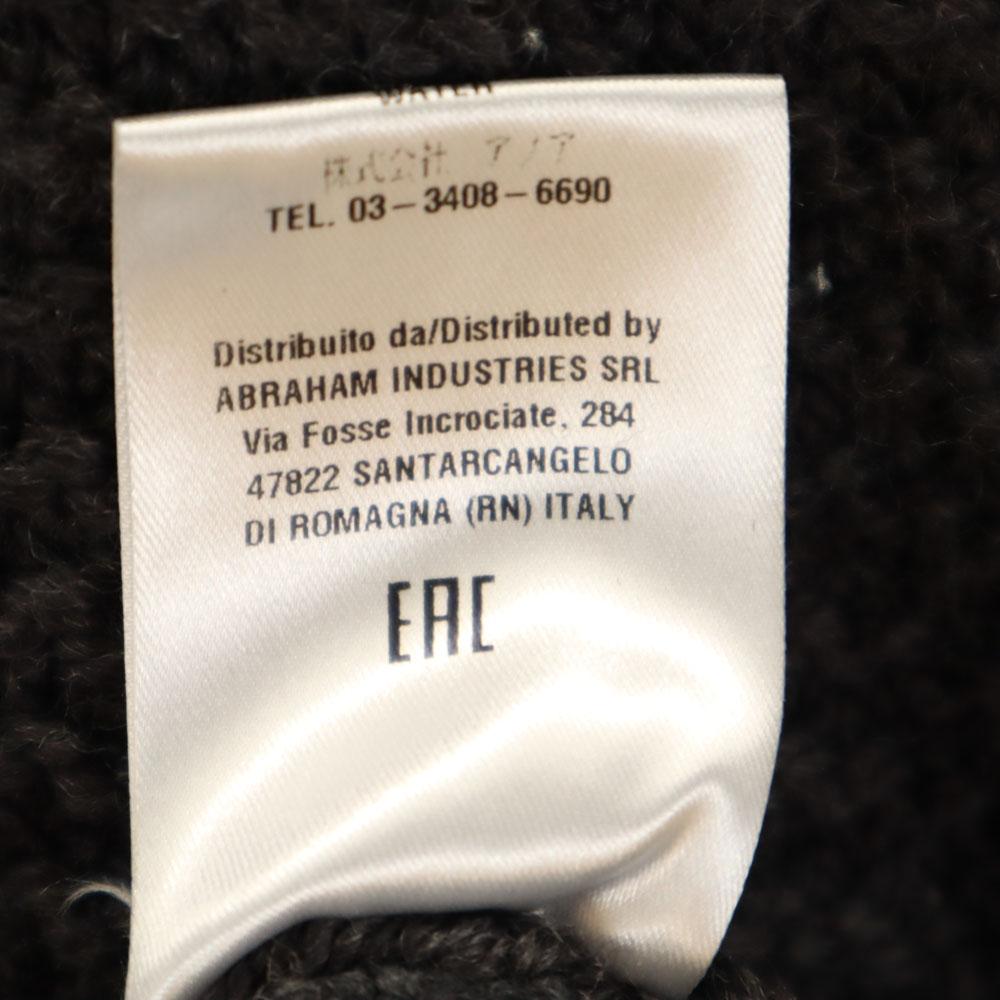 WATER
株式会社 アノア
TEL. 03-3408-6690
Distribuito da/Distributed by
ABRAHAM INDUSTRIES SRL
Via Fosse Incrociate, 284
47822 SANTARCANGELO
DI ROMAGNA (RN) ITALY
EAC